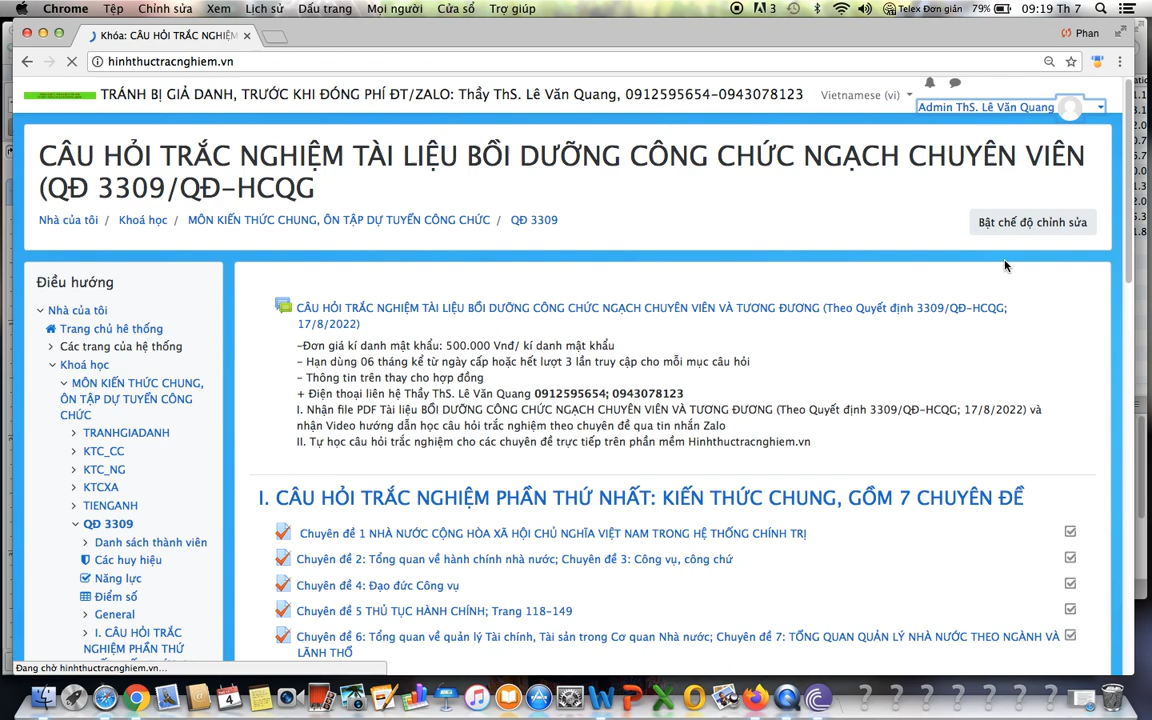 Chrome Tệp Chỉnh sửa Xem Lịch sử Dấu trang Mọi người Cửa sổ Trợ giúp 3 Telex Đơn giản 79% 09:19 Th 7
Khóa: CÂU HỎI TRẮC NGHIỆM Phan
hinhthuctracnghiem.vn
TRÁNH BỊ GIẢ DANH, TRƯỚC KHI ĐÓNG PHÍ ĐT/ZALO: Thầy ThS. Lê Văn Quang, 0912595654-0943078123 Vietnamese (vi)
Admin ThS. Lê Văn Quang
CÂU HỎI TRẮC NGHIỆM TÀI LIỆU BỒI DƯỠNG CÔNG CHỨC NGẠCH CHUYÊN VIÊN
(QĐ 3309/QĐ-HCQG
Nhà của tôi / Khoá học / MÔN KIẾN THỨC CHUNG, ÔN TẬP DỰ TUYỂN CÔNG CHỨC / QĐ 3309
Bật chế độ chỉnh sửa
Điều hướng
Nhà của tôi
Trang chủ hê thống
Các trang của hệ thống
Khoá học
MÔN KIẾN THỨC CHUNG,
ÔN TẬP DỰ TUYỂN CÔNG
CHỨC
TRANHGIADANH
KTC_CC
KTC_NG
KTCXA
TIENGANH
QĐ 3309
Danh sách thành viên
Các huy hiệu
Năng lực
Điểm số
General
I. CÂU HỎI TRẮC
NGHIỆM PHẦN THỨ
CÂU HỎI TRẮC NGHIỆM TÀI LIỆU BỒI DƯỠNG CÔNG CHỨC NGẠCH CHUYÊN VIÊN VÀ TƯƠNG ĐƯƠNG (Theo Quyết định 3309/QĐ-HCQG;
17/8/2022)
-Đơn giá kí danh mật khẩu: 500.000 Vnđ/ kí danh mật khẩu
- Hạn dùng 06 tháng kể từ ngày cấp hoặc hết lượt 3 lần truy cập cho mỗi mục câu hỏi
- Thông tin trên thay cho hợp đồng
+ Điện thoại liên hệ Thầy ThS. Lê Văn Quang 0912595654; 0943078123
I. Nhận file PDF Tài liệu BỒI DƯỠNG CÔNG CHỨC NGẠCH CHUYÊN VIÊN VÀ TƯƠNG ĐƯƠNG (Theo Quyết định 3309/QĐ-HCQG; 17/8/2022) và
nhận Video hướng dẫn học câu hỏi trắc nghiệm theo chuyên đề qua tin nhắn Zalo
II. Tự học câu hỏi trắc nghiệm cho các chuyên đề trực tiếp trên phần mềm Hinhthuctracnghiem.vn
I. CÂU HỎI TRẮC NGHIỆM PHẦN THỨ NHẤT: KIẾN THỨC CHUNG, GỒM 7 CHUYÊN ĐỀ
Chuyên đề 1 NHÀ NƯỚC CỘNG HÒA XÃ HỘI CHỦ NGHĨA VIỆT NAM TRONG HỆ THỐNG CHÍNH TRỊ
Chuyên đề 2: Tổng quan về hành chính nhà nước; Chuyên đề 3: Công vụ, công chứ
Chuyên đề 4: Đạo đức Công vụ
Chuyên đề 5 THỦ TỤC HÀNH CHÍNH; Trang 118-149
Chuyên đề 6: Tổng quan về quản lý Tài chính, Tài sản trong Cơ quan Nhà nước; Chuyên đề 7: TỔNG QUAN QUẢN LÝ NHÀ NƯỚC THEO NGÀNH VÀ
LÃNH THỔ
Đang chờ hinhthuctracnghiem.vn...